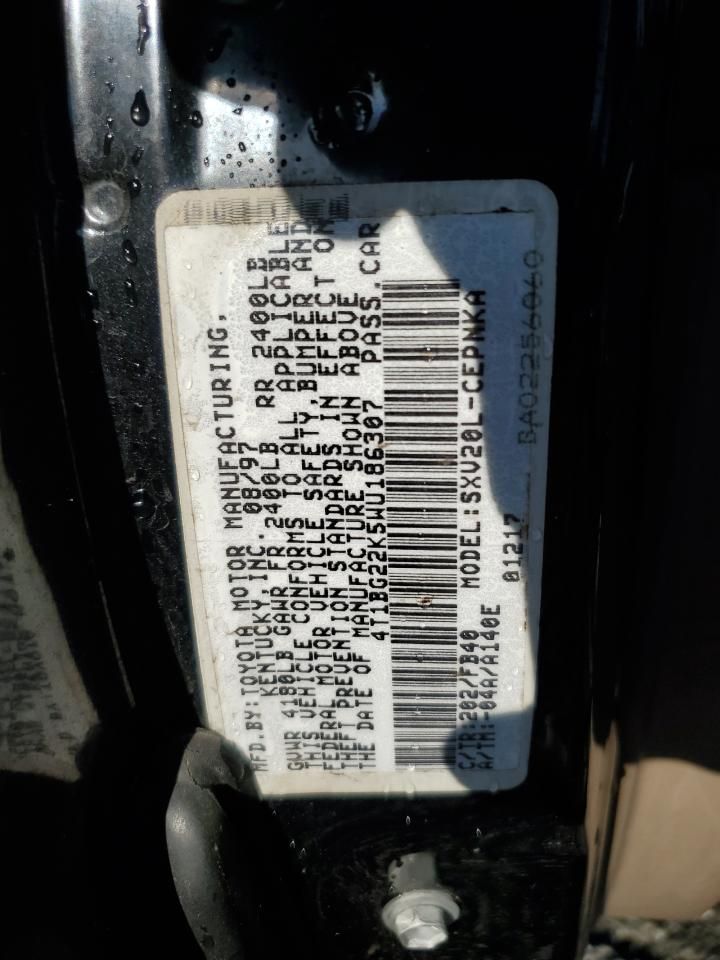 MFD.BY:TOYOTA MOTOR MANUFACTURING,
KENTUCKY,INC. 08/97
GVWR 4180LB GAWR FR 2400LB RR 2400LB
THIS VEHICLE CONFORMS TO ALL APPLICABLE
FEDERAL MOTOR VEHICLE SAFETY,BUMPER AND
THEFT PREVENTION STANDARDS IN EFFECT ON
THE DATE OF MANUFACTURE SHOWN ABOVE
4T1BG22K5WU186307 PASS.CAR
C/TR:202/FB40 MODEL:SXV20L-CEPNKA
A/TM:-04A/A140E 01217
BA02256060